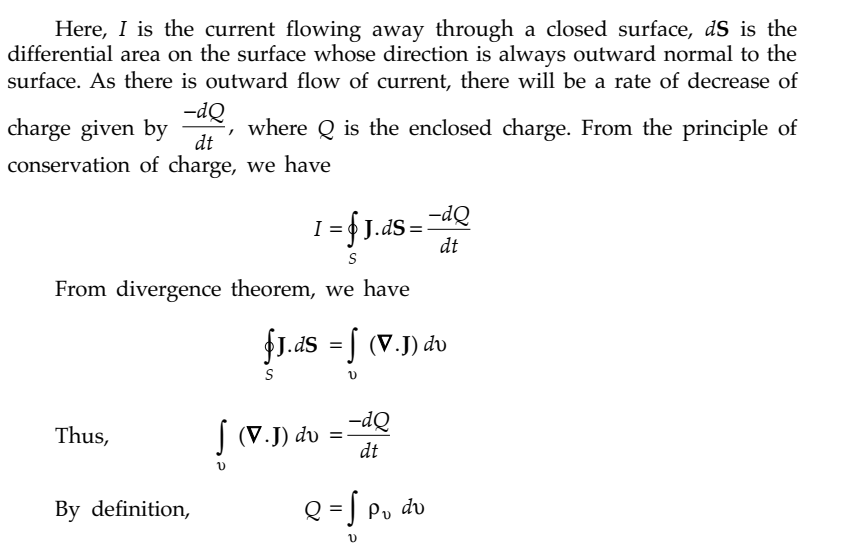 Here, I is the current flowing away through a closed surface, dS is the
differential area on the surface whose direction is always outward normal to the
surface. As there is outward flow of current, there will be a rate of decrease of
charge given by −dQ/dt, where Q is the enclosed charge. From the principle of
conservation of charge, we have
I = ∮_S J.dS = −dQ/dt
From divergence theorem, we have
∮_S J.dS = ∫_υ (∇.J) dυ
Thus, ∫_υ (∇.J) dυ = −dQ/dt
By definition, Q = ∫_υ ρ_υ dυ